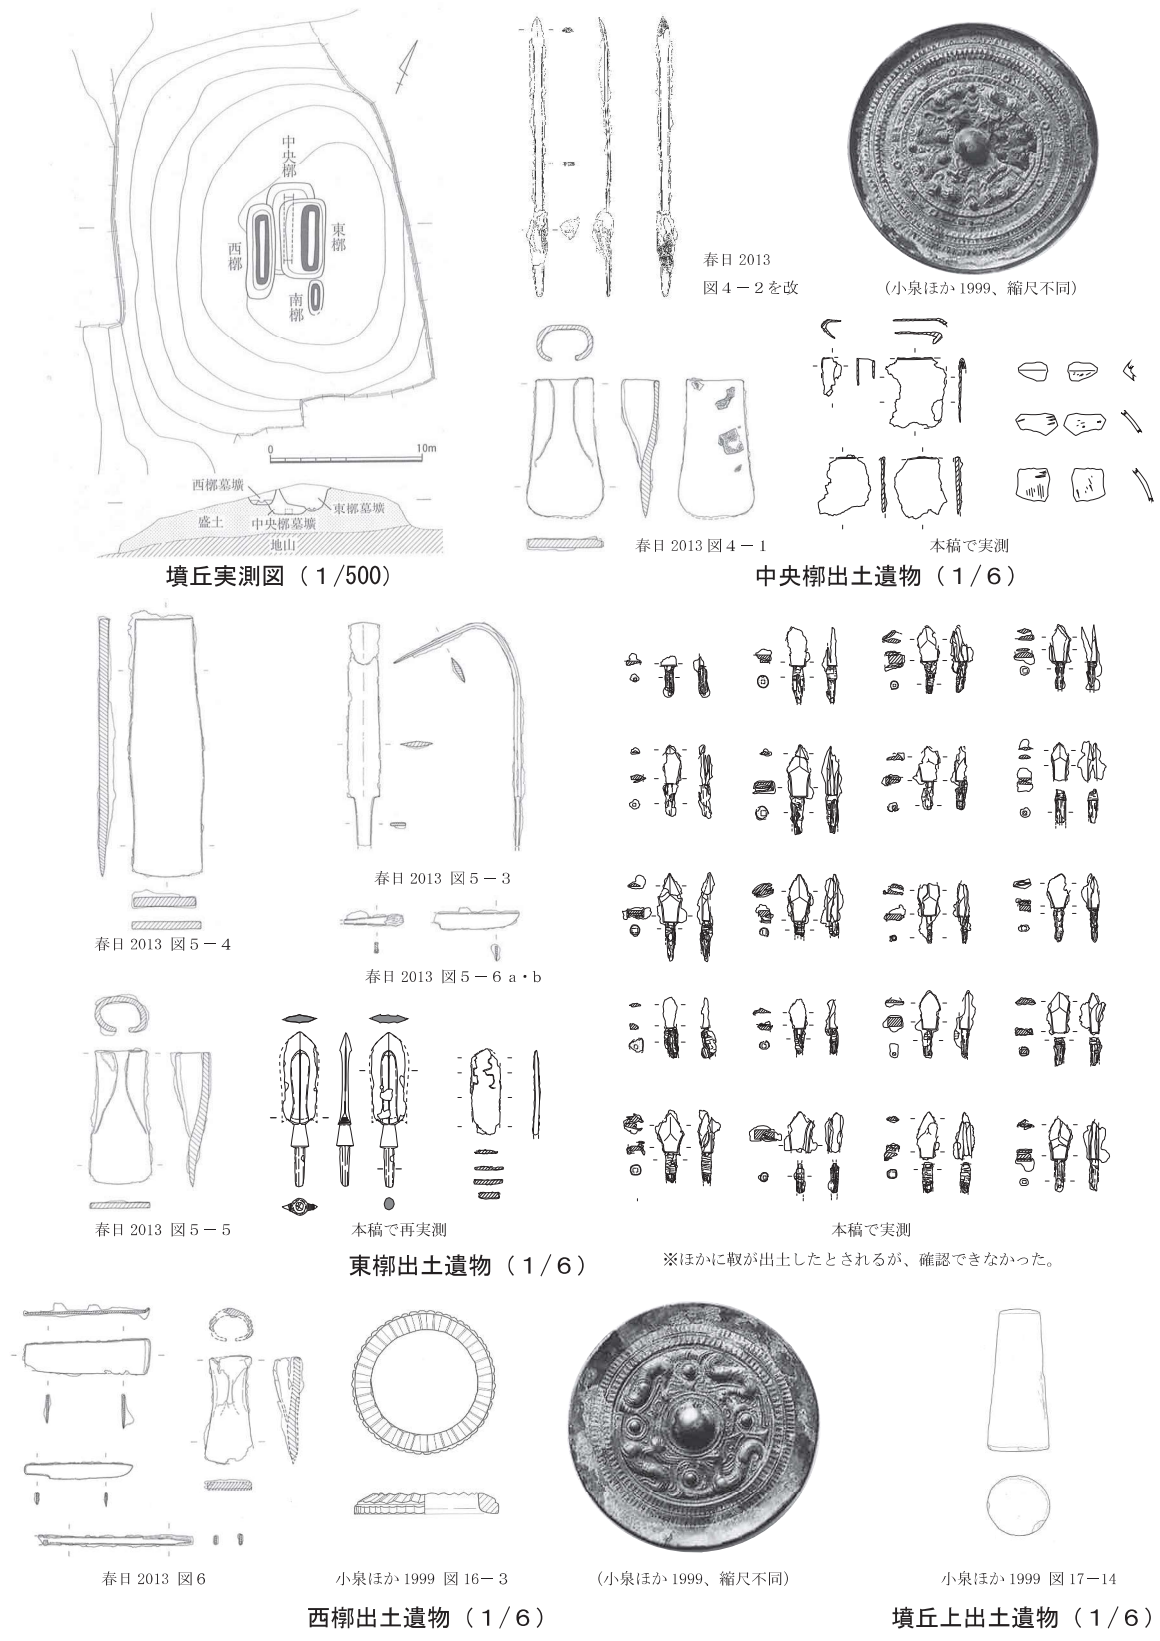 中央槨
西槨
東槨
南槨
0 10m
西槨墓壙
東槨墓壙
盛土
中央槨墓壙
地山
墳丘実測図（１/500）
春日 2013
図４－２を改
（小泉ほか 1999、縮尺不同）
春日 2013 図４－１
本稿で実測
中央槨出土遺物（１/６）
春日 2013 図５－４
春日 2013 図５－３
春日 2013 図５－６ａ・ｂ
春日 2013 図５－５
本稿で再実測
本稿で実測
東槨出土遺物（１/６）
※ほかに靫が出土したとされるが、確認できなかった。
春日 2013 図６
小泉ほか 1999 図 16－３
（小泉ほか 1999、縮尺不同）
小泉ほか 1999 図 17－14
西槨出土遺物（１/６）
墳丘上出土遺物（１/６）